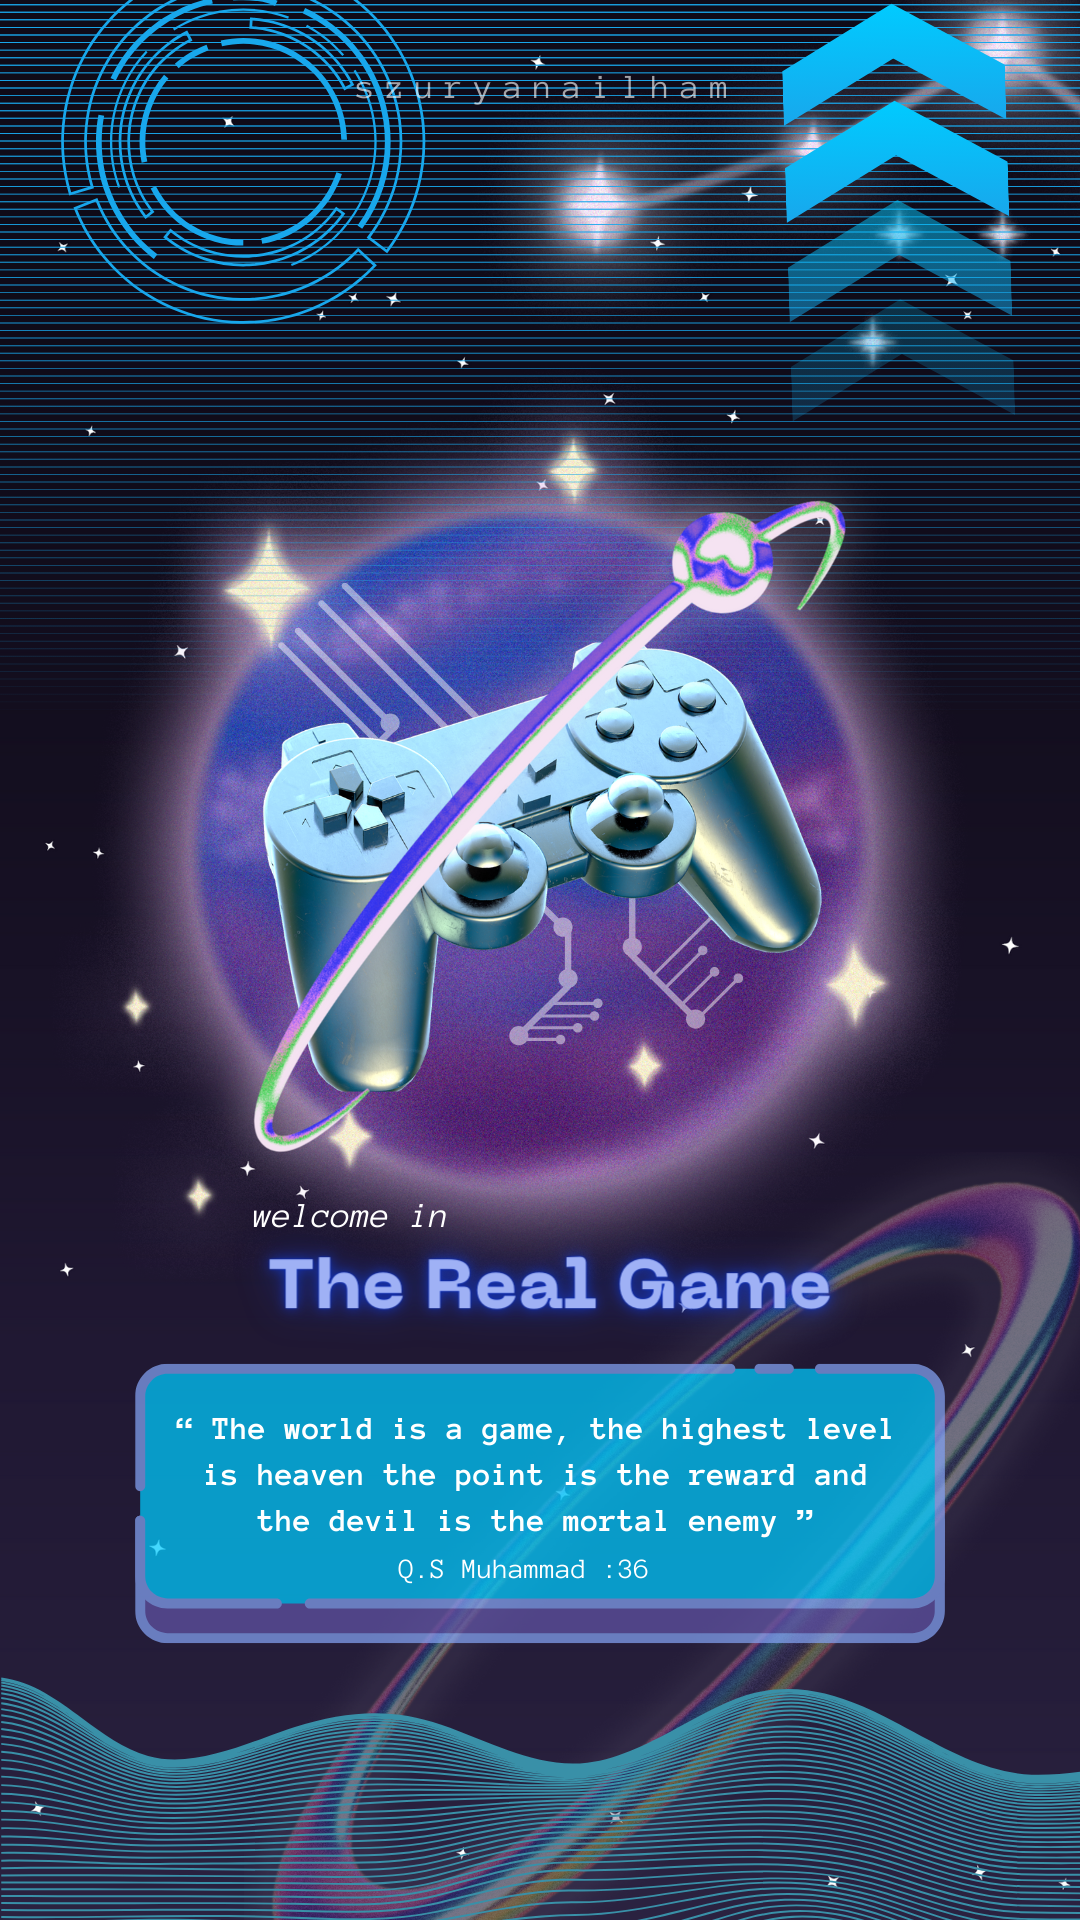 szuryanailham
welcome in
The Real Game
“ The world is a game, the highest level
is heaven the point is the reward and
the devil is the mortal enemy ”
Q.S Muhammad :36